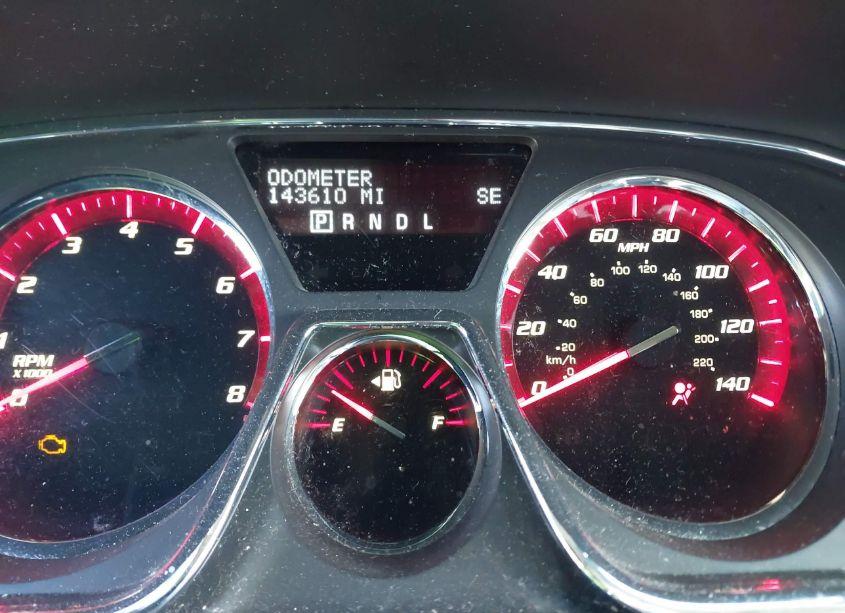 ODOMETER
143610 MI SE
P R N D L
0 1 2 3 4 5 6 7 8
RPM
X 1000
E F
0 20 40 60 80 100 120 140
MPH
km/h
0 20 40 60 80 100 120 140 160 180 200 220